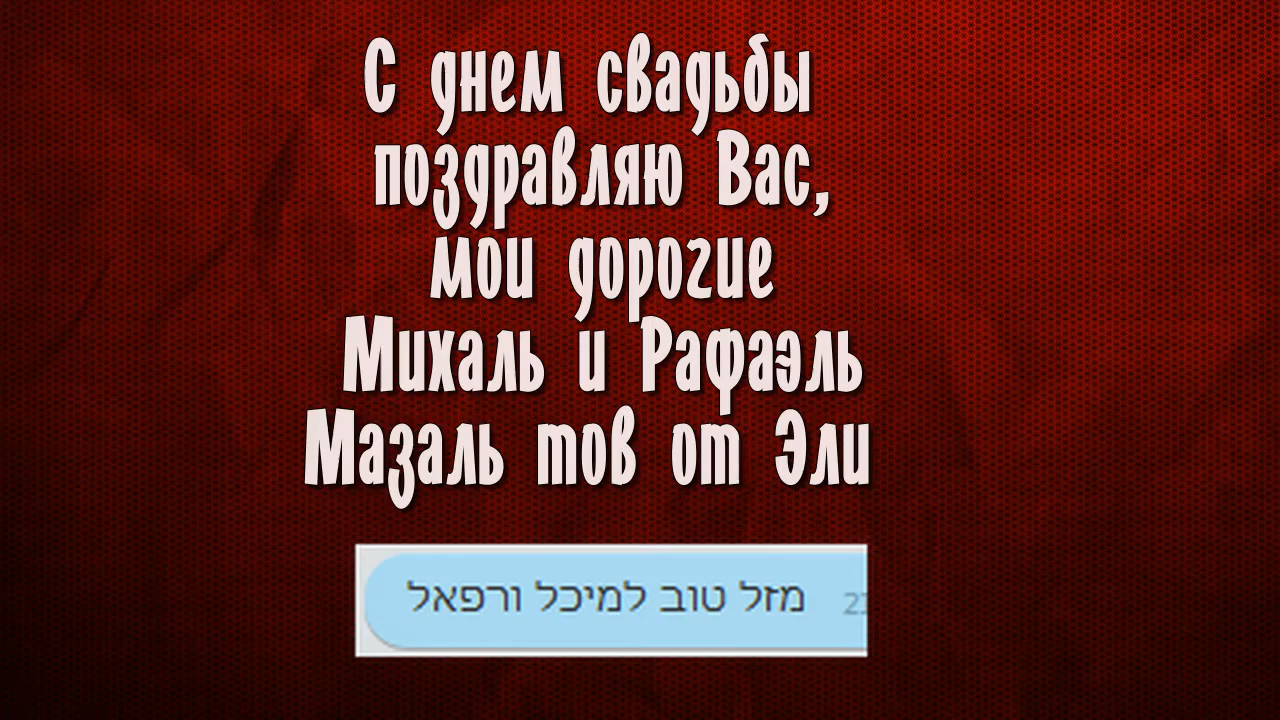 С днем свадьбы
поздравляю Вас,
мои дорогие
Михаль и Рафаэль
Мазаль тов от Эли
מזל טוב למיכל ורפאל